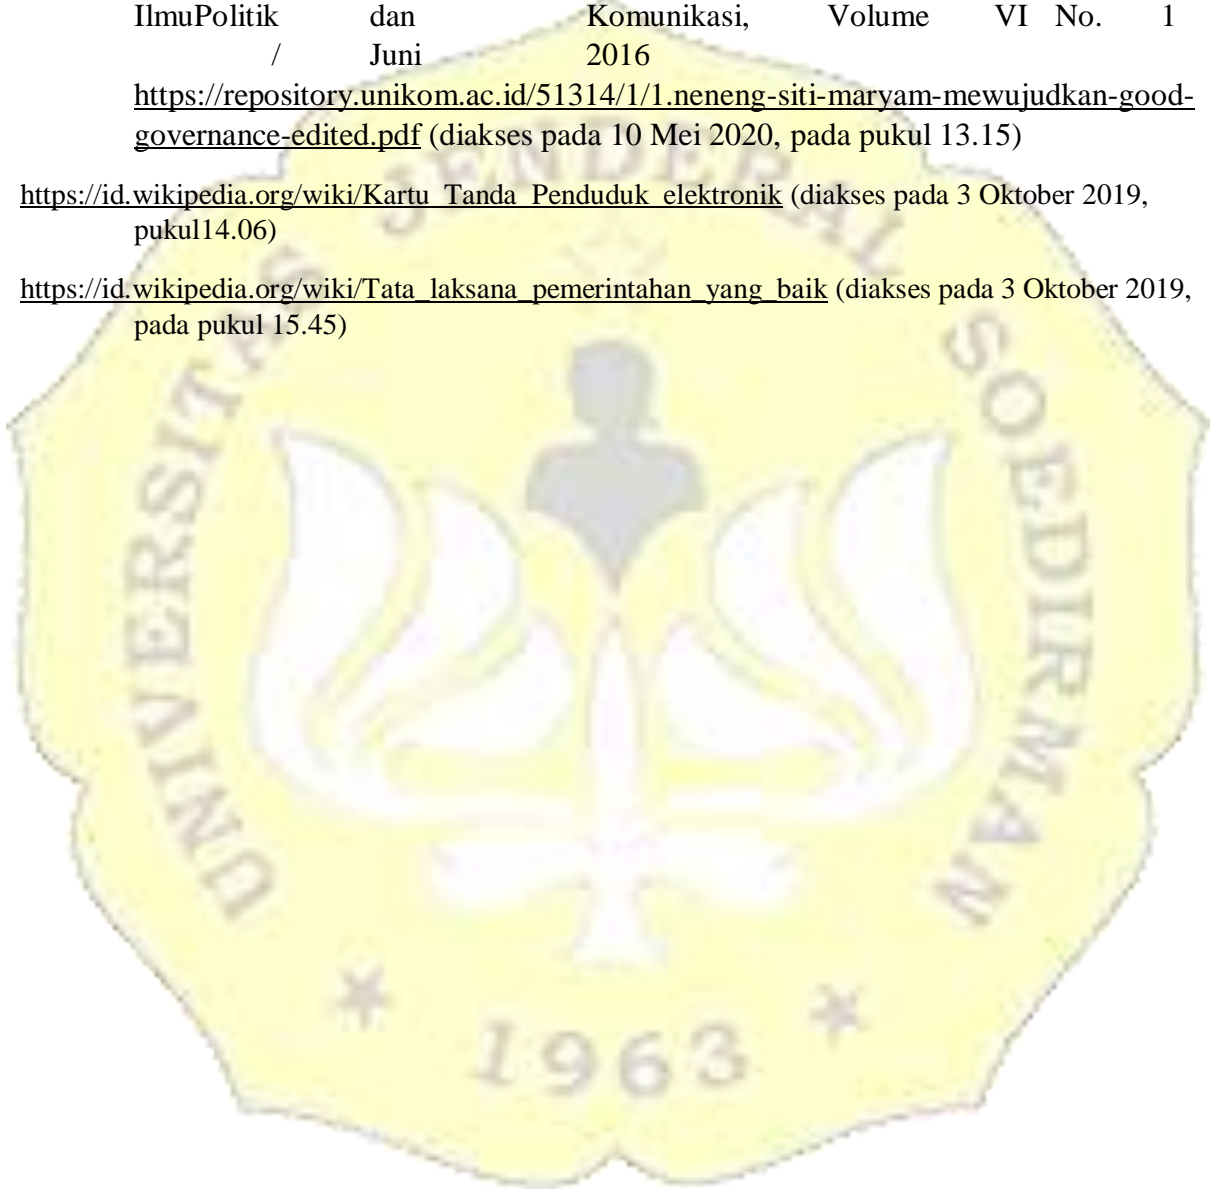 IlmuPolitik dan Komunikasi, Volume VI No. 1
/ Juni 2016
https://repository.unikom.ac.id/51314/1/1.neneng-siti-maryam-mewujudkan-good-
governance-edited.pdf (diakses pada 10 Mei 2020, pada pukul 13.15)
https://id.wikipedia.org/wiki/Kartu_Tanda_Penduduk_elektronik (diakses pada 3 Oktober 2019,
pukul14.06)
https://id.wikipedia.org/wiki/Tata_laksana_pemerintahan_yang_baik (diakses pada 3 Oktober 2019,
pada pukul 15.45)
UNIVERSITAS JENDERAL SOEDIRMAN
1963